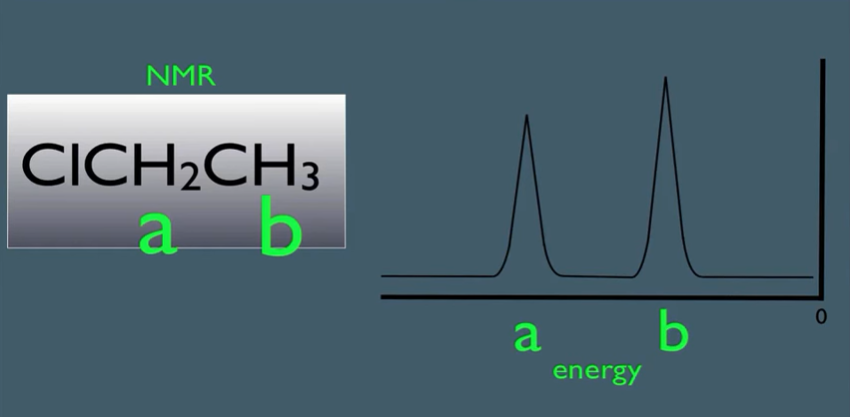 NMR
ClCH₂CH₃
a b
a b
energy
0